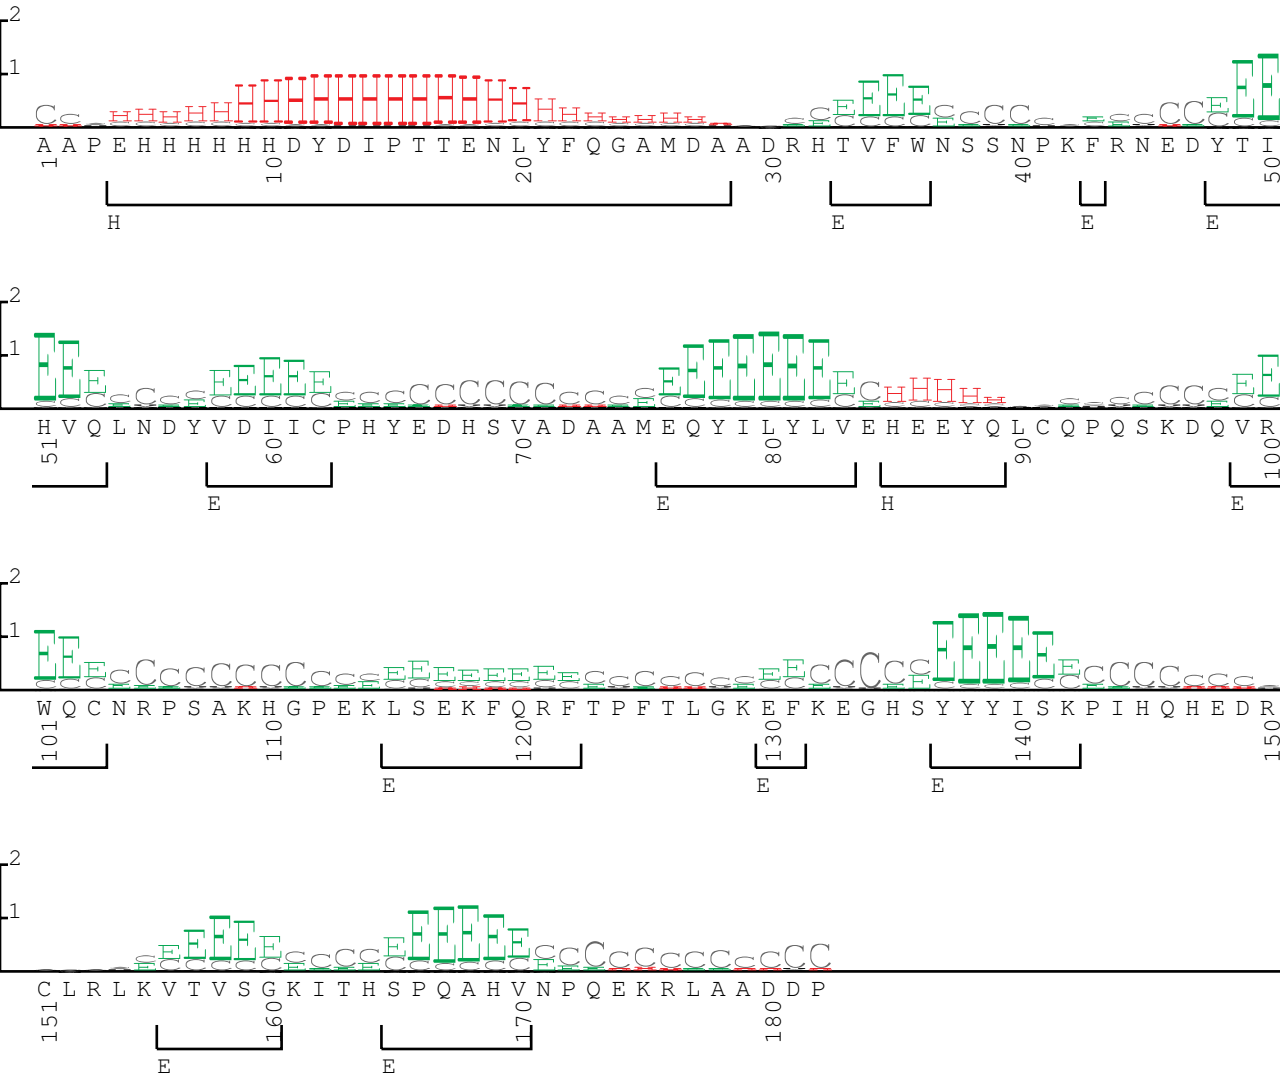 2
1
A A P E H H H H H H D Y D I P T T E N L Y F Q G A M D A A D R H T V F W N S S N P K F R N E D Y T I
1 10 20 30 40 50
H E E E
2
1
H V Q L N D Y V D I I C P H Y E D H S V A D A A M E Q Y I L Y L V E H E E Y Q L C Q P Q S K D Q V R
51 60 70 80 90 100
E E H E
2
1
W Q C N R P S A K H G P E K L S E K F Q R F T P F T L G K E F K E G H S Y Y Y I S K P I H Q H E D R
101 110 120 130 140 150
E E E
2
1
C L R L K V T V S G K I T H S P Q A H V N P Q E K R L A A D D P
151 160 170 180
E E